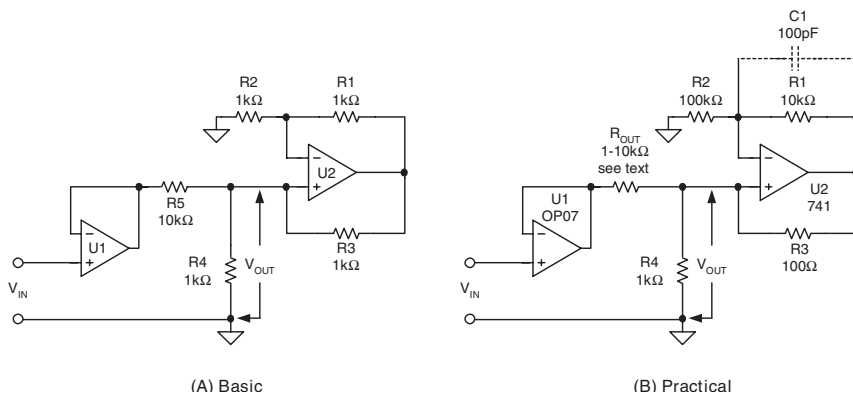 R2
1kΩ
R1
1kΩ
−
+
U2
R5
10kΩ
−
+
U1
R3
1kΩ
R4
1kΩ
VOUT
VIN
(A) Basic
C1
100pF
R2
100kΩ
R1
10kΩ
ROUT
1-10kΩ
see text
−
+
U2
741
U1
OP07
−
+
R3
100Ω
R4
1kΩ
VOUT
VIN
(B) Practical